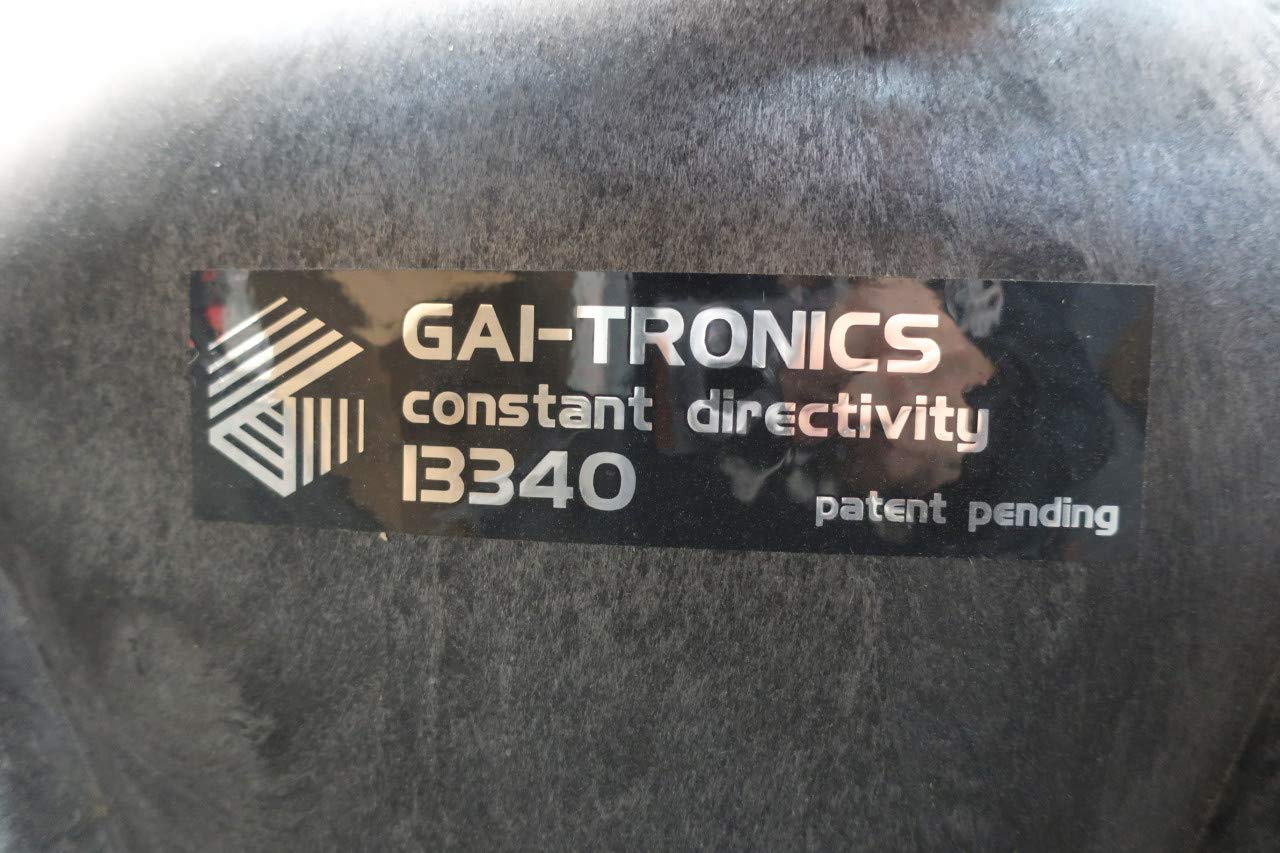 GAI-TRONICS
constant directivity
13340
patent pending